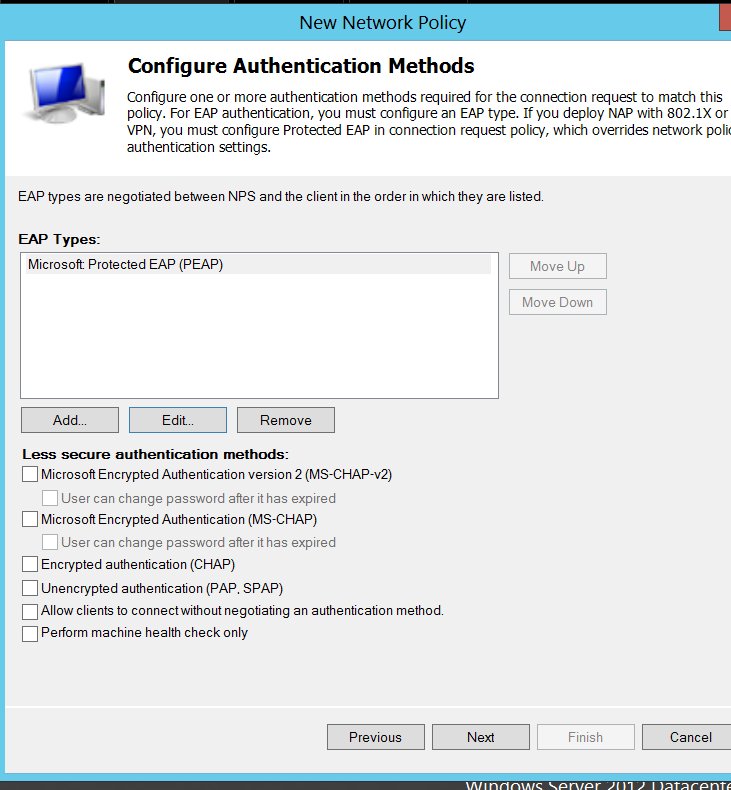 New Network Policy
Configure Authentication Methods
Configure one or more authentication methods required for the connection request to match this
policy. For EAP authentication, you must configure an EAP type. If you deploy NAP with 802.1X or
VPN, you must configure Protected EAP in connection request policy, which overrides network polic
authentication settings.
EAP types are negotiated between NPS and the client in the order in which they are listed.
EAP Types:
Microsoft: Protected EAP (PEAP)
Move Up
Move Down
Add... Edit... Remove
Less secure authentication methods:
Microsoft Encrypted Authentication version 2 (MS-CHAP-v2)
User can change password after it has expired
Microsoft Encrypted Authentication (MS-CHAP)
User can change password after it has expired
Encrypted authentication (CHAP)
Unencrypted authentication (PAP, SPAP)
Allow clients to connect without negotiating an authentication method.
Perform machine health check only
Previous Next Finish Cancel
Windows Server 2012 Datacente